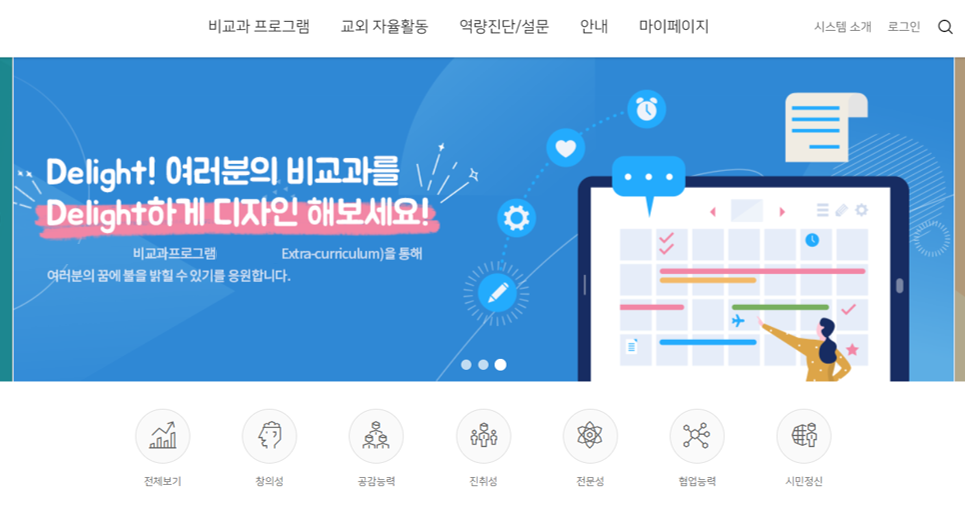 비교과 프로그램 교외 자율활동 역량진단/설문 안내 마이페이지 시스템 소개 로그인
Delight! 여러분의 비교과를
Delight하게 디자인 해보세요!
비교과프로그램 Extra-curriculum)을 통해
여러분의 꿈에 불을 밝힐 수 있기를 응원합니다.
전체보기 창의성 공감능력 진취성 전문성 협업능력 시민정신